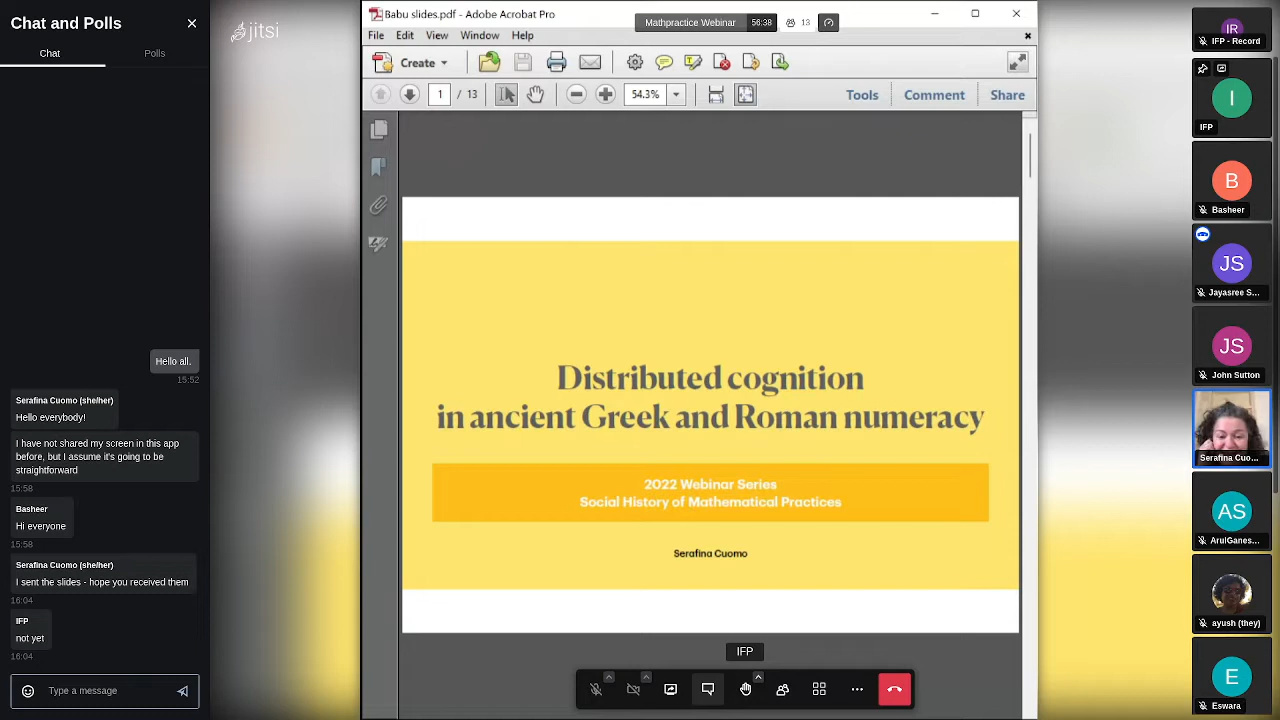 Chat and Polls
Chat
Polls
Hello all.
15:52
Serafina Cuomo (she/her)
Hello everybody!
I have not shared my screen in this app
before, but I assume it's going to be
straightforward
15:58
Basheer
Hi everyone
15:58
Serafina Cuomo (she/her)
I sent the slides - hope you received them
16:04
IFP
not yet
16:04
Type a message
jitsi
Babu slides.pdf - Adobe Acrobat Pro
Mathpractice Webinar
56:38
13
File Edit View Window Help
Create
1 / 13
54.3%
Tools
Comment
Share
Distributed cognition
in ancient Greek and Roman numeracy
2022 Webinar Series
Social History of Mathematical Practices
Serafina Cuomo
IFP
IR
IFP - Record
I
IFP
B
Basheer
JS
Jayasree S...
JS
John Sutton
Serafina Cuo...
AS
ArulGanes...
ayush (they)
E
Eswara